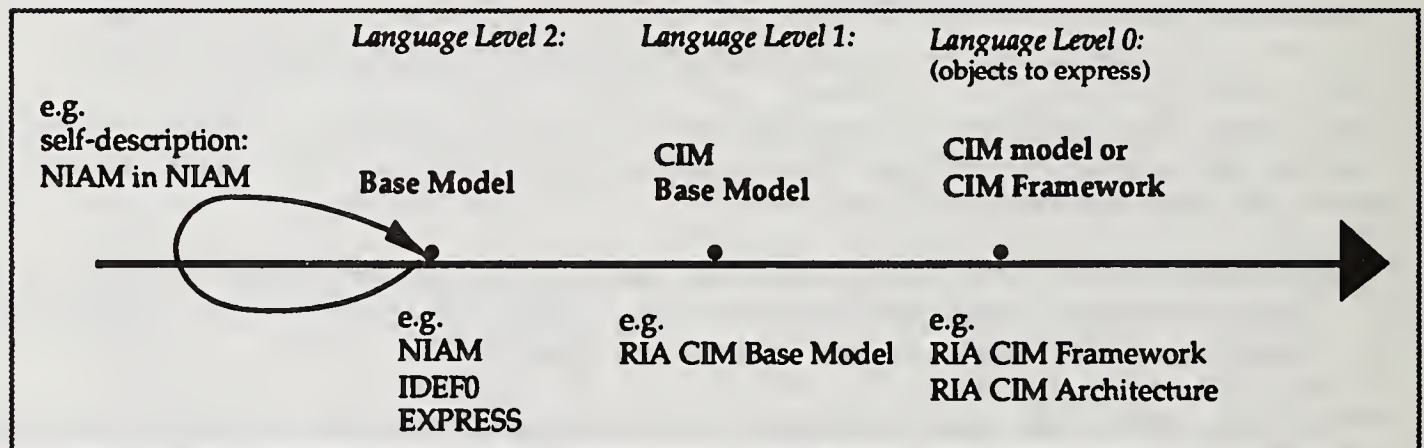 Language Level 2:
Language Level 1:
Language Level 0:
(objects to express)
e.g.
self-description:
NIAM in NIAM
Base Model
CIM
Base Model
CIM model or
CIM Framework
e.g.
NIAM
IDEF0
EXPRESS
e.g.
RIA CIM Base Model
e.g.
RIA CIM Framework
RIA CIM Architecture